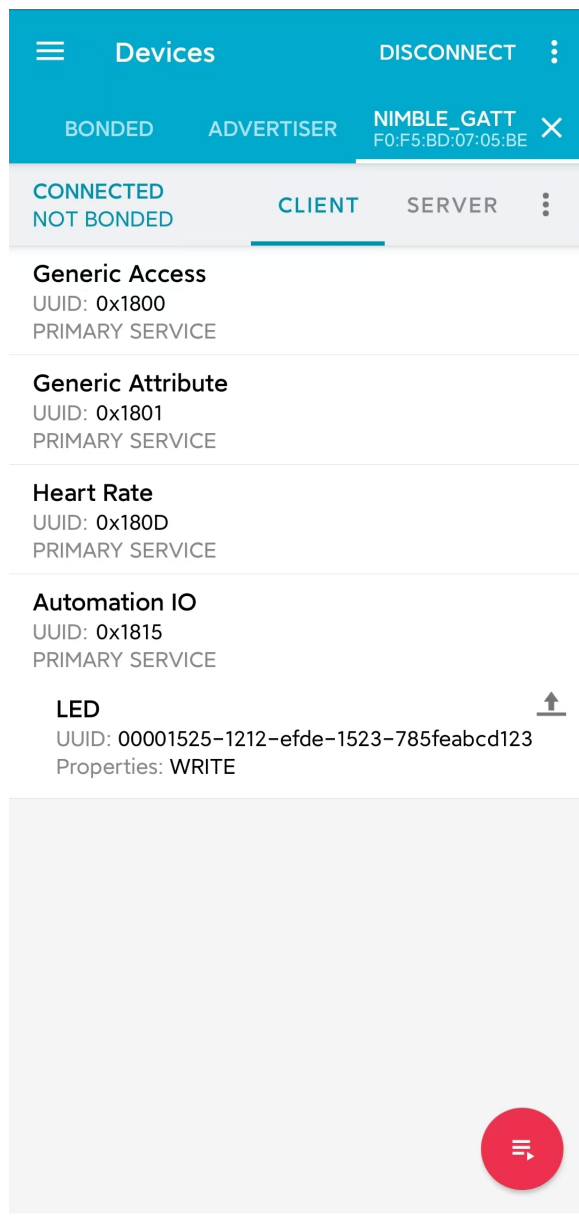 Devices
DISCONNECT
BONDED
ADVERTISER
NIMBLE_GATT
F0:F5:BD:07:05:BE
CONNECTED
NOT BONDED
CLIENT
SERVER
Generic Access
UUID: 0x1800
PRIMARY SERVICE
Generic Attribute
UUID: 0x1801
PRIMARY SERVICE
Heart Rate
UUID: 0x180D
PRIMARY SERVICE
Automation IO
UUID: 0x1815
PRIMARY SERVICE
LED
UUID: 00001525-1212-efde-1523-785feabcd123
Properties: WRITE